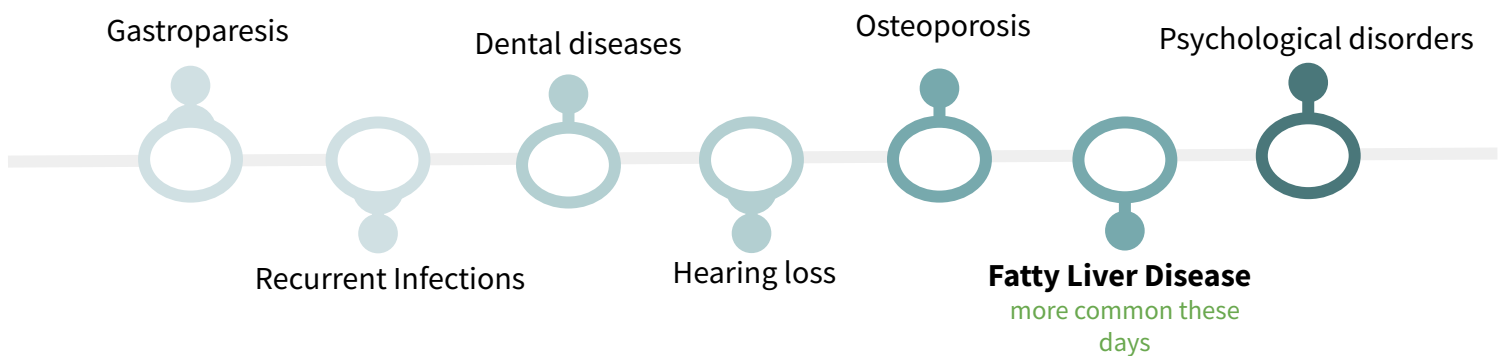 Gastroparesis
Recurrent Infections
Dental diseases
Hearing loss
Osteoporosis
Fatty Liver Disease
more common these
days
Psychological disorders